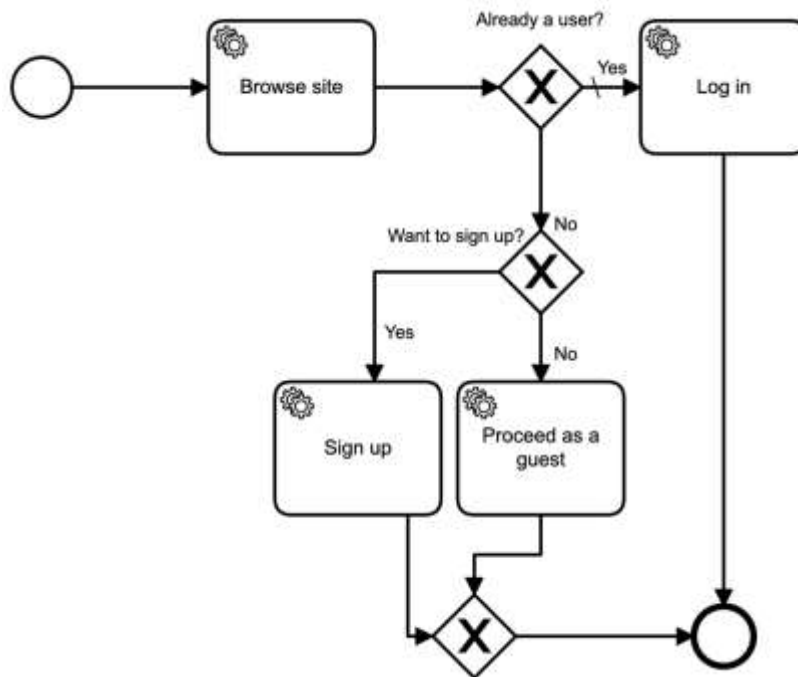 Already a user?
Browse site
Yes
Log in
Want to sign up?
No
Yes
No
Sign up
Proceed as a
guest